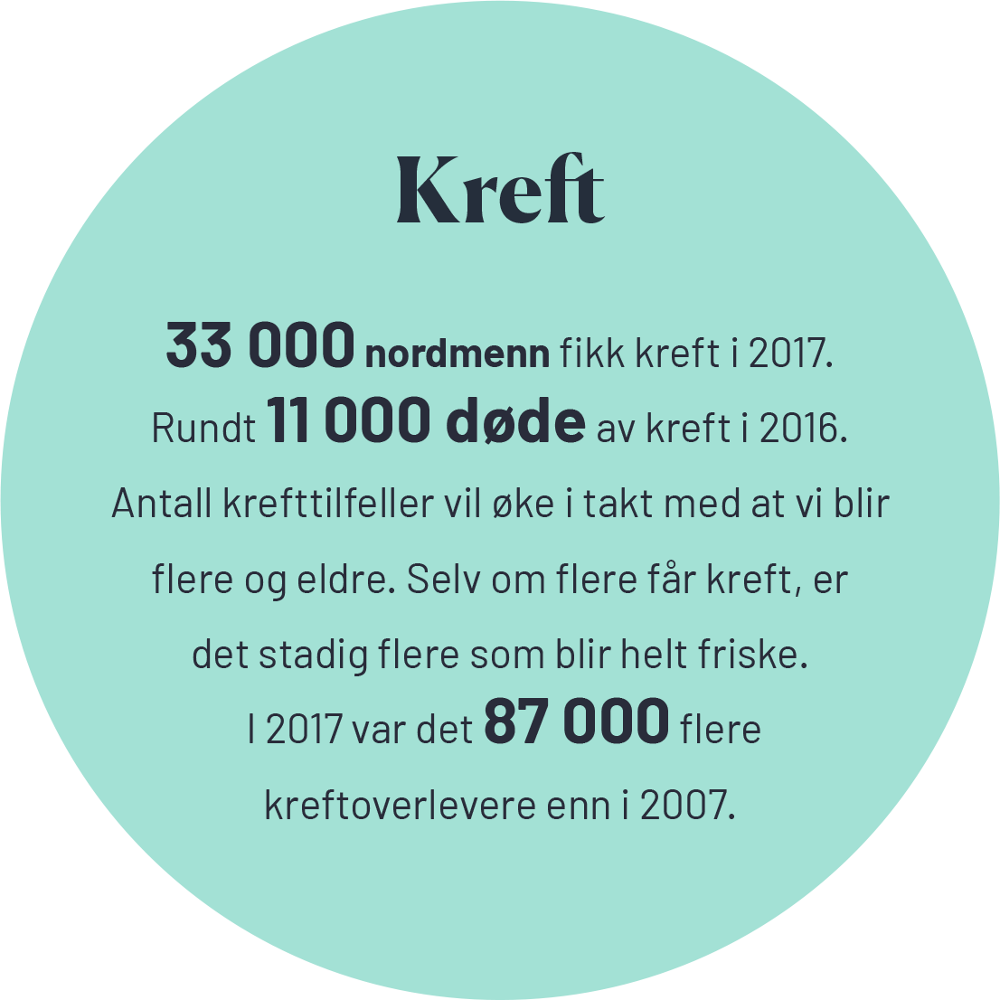 Kreft
33 000 nordmenn fikk kreft i 2017.
Rundt 11 000 døde av kreft i 2016.
Antall krefttilfeller vil øke i takt med at vi blir
flere og eldre. Selv om flere får kreft, er
det stadig flere som blir helt friske.
I 2017 var det 87 000 flere
kreftoverlevere enn i 2007.